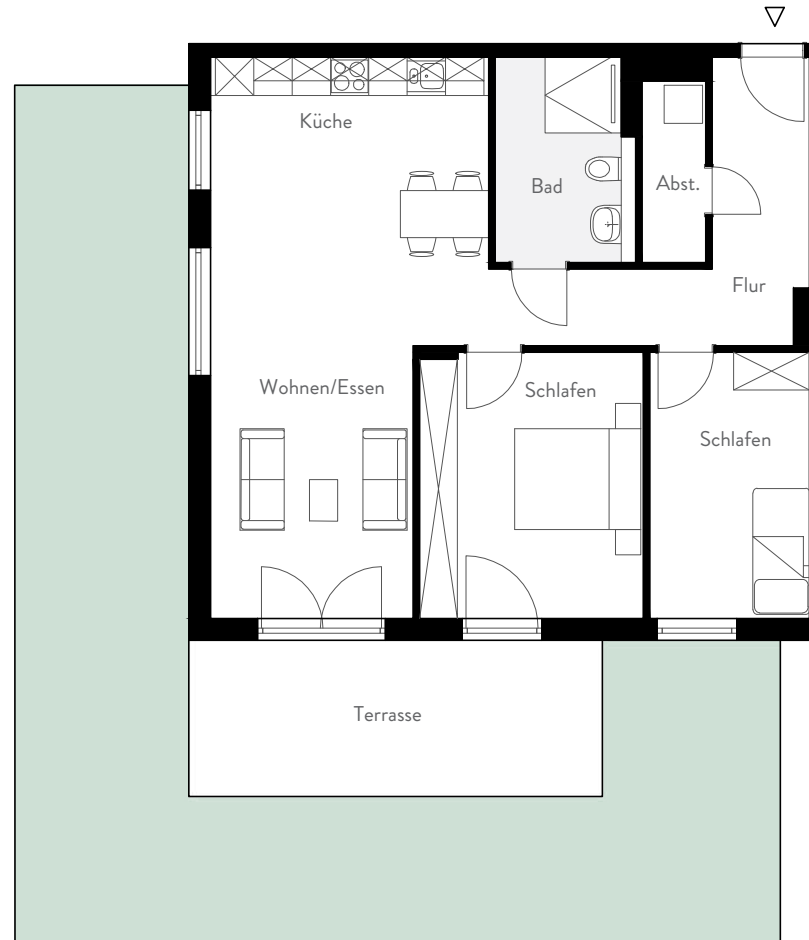 Küche
Bad
Abst.
Flur
Wohnen/Essen
Schlafen
Schlafen
Terrasse